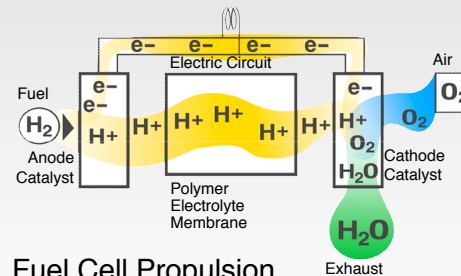 e– e– e– e–
Electric Circuit
Air
Fuel
e–
e–
e–
H2
H+
H+
H+
H+
H+
H+
H+
O2
O2
Anode
Catalyst
O2
H2O
Cathode
Catalyst
Polymer
Electrolyte
Membrane
H2O
Exhaust
Fuel Cell Propulsion